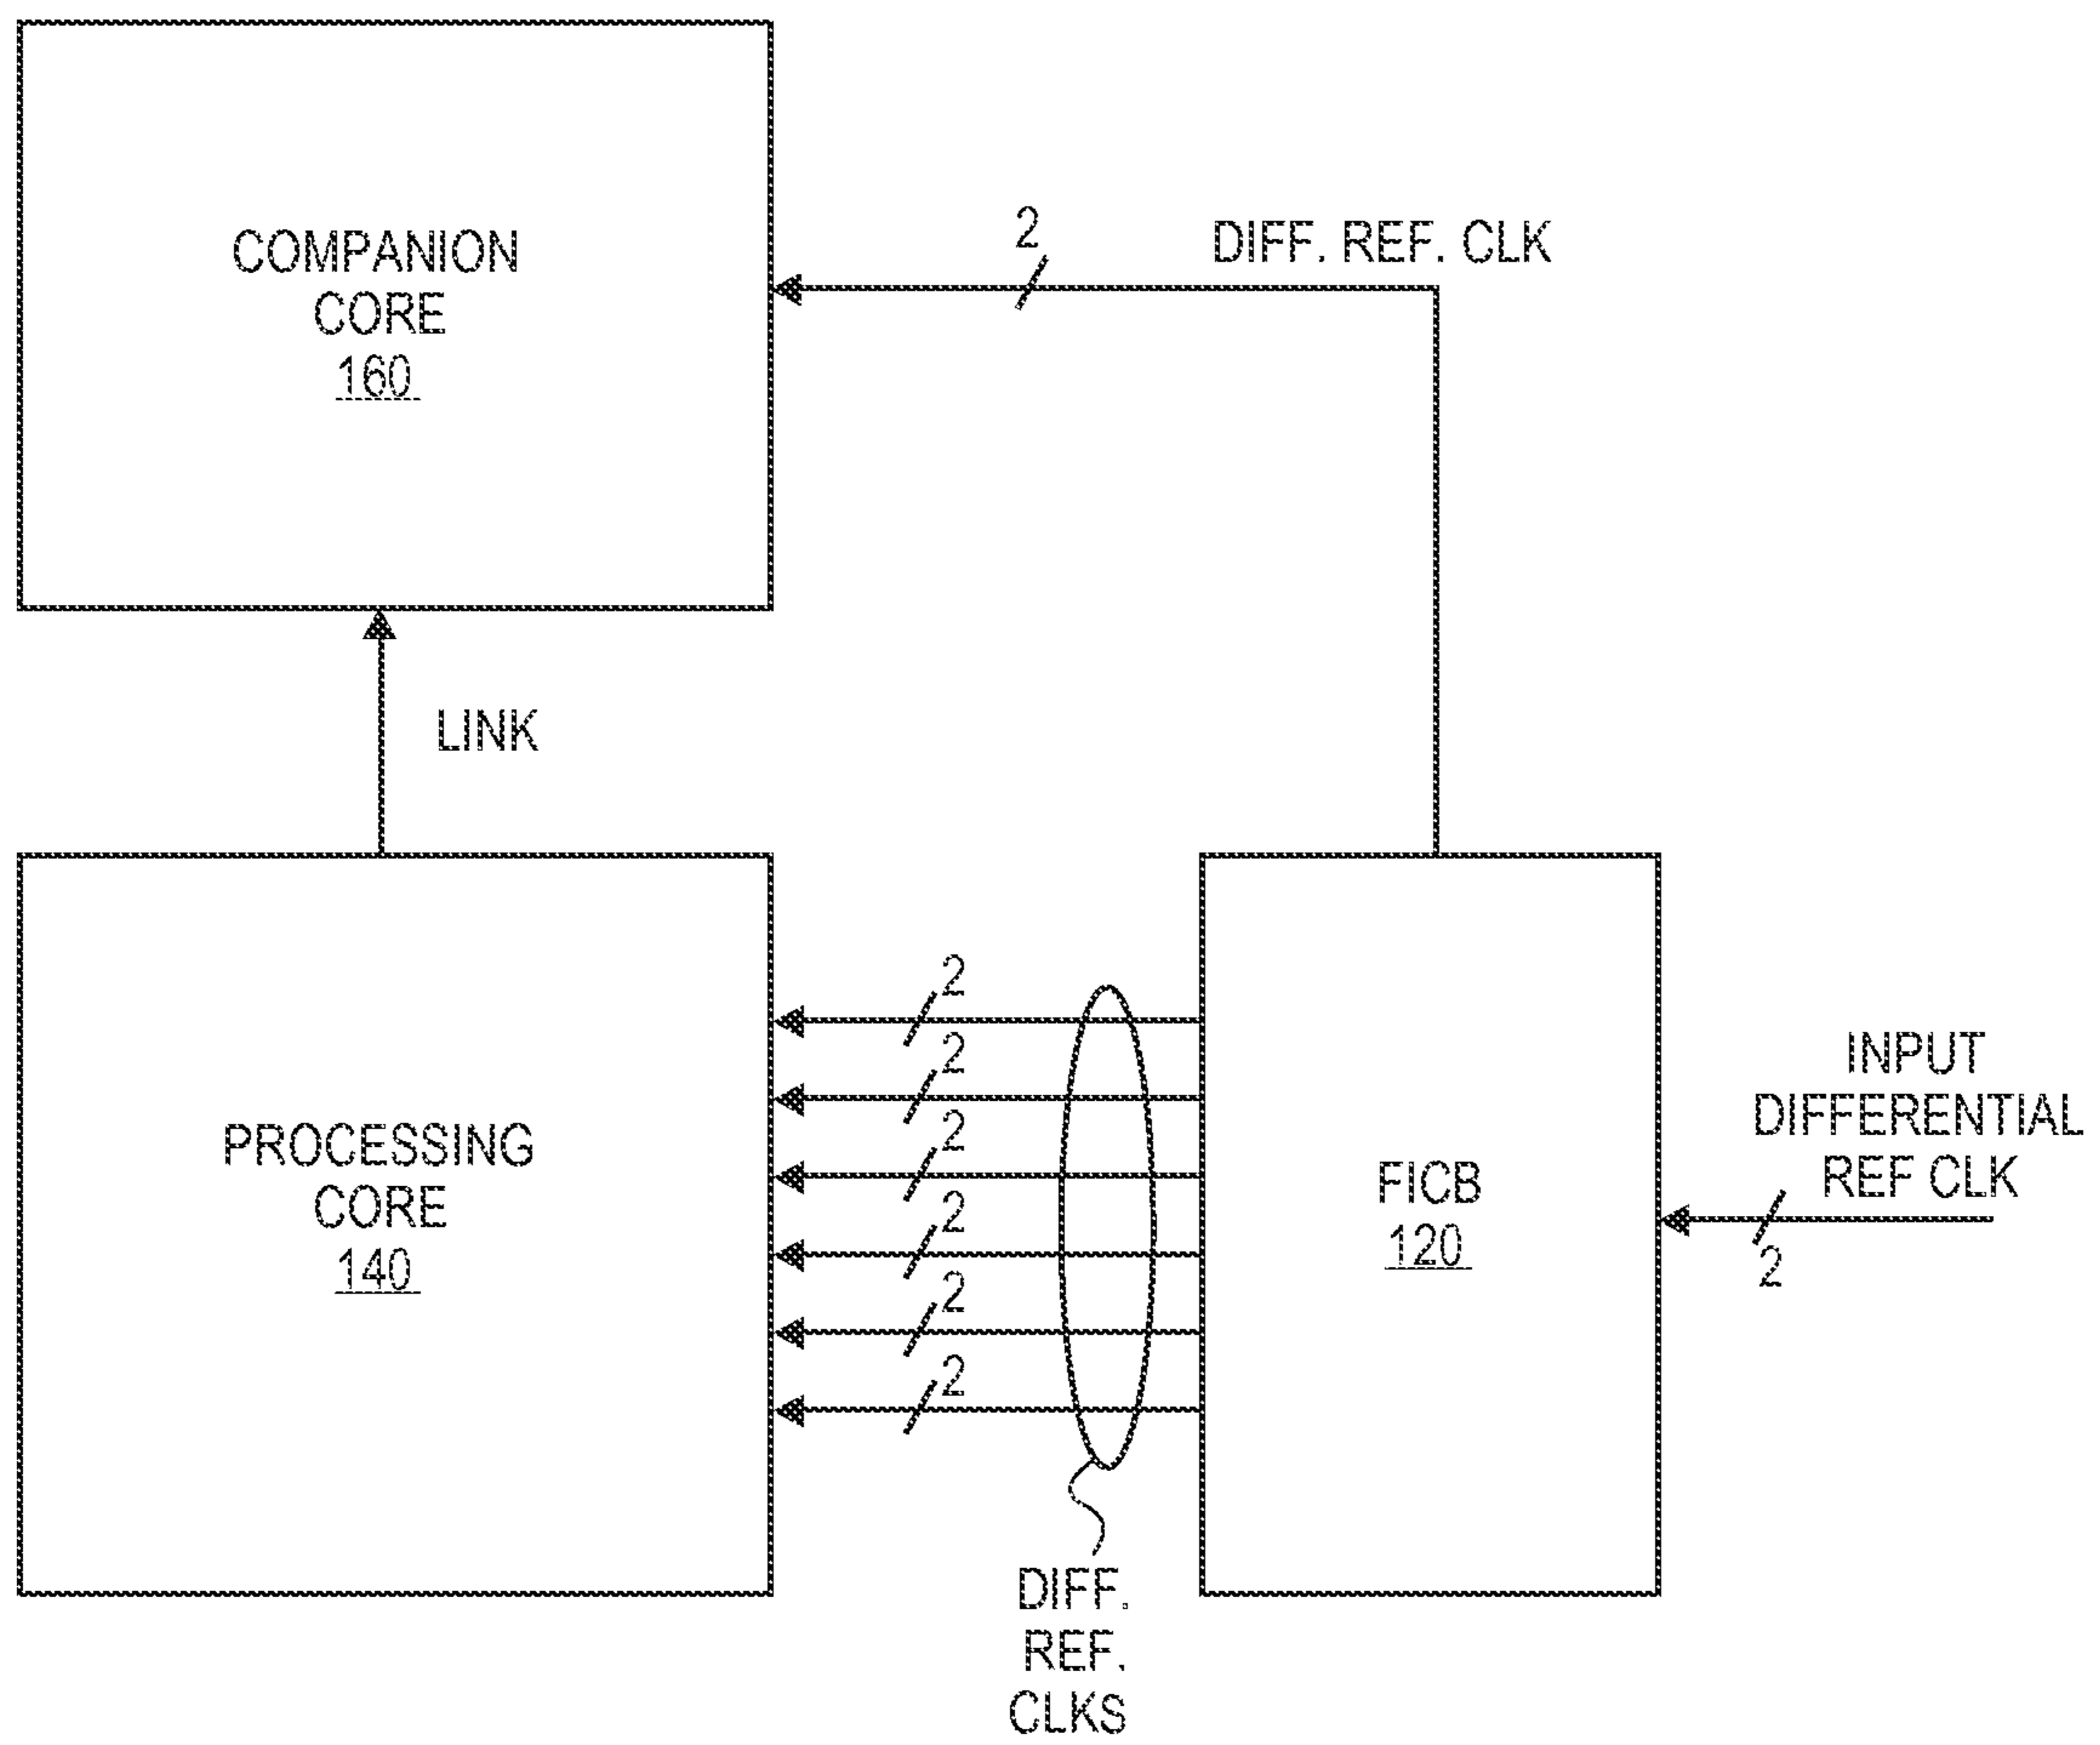 COMPANION
CORE
160
2
DIFF. REF. CLK
LINK
PROCESSING
CORE
140
2
2
2
2
2
2
DIFF.
REF.
CLKS
FICB
120
INPUT
DIFFERENTIAL
REF CLK
2